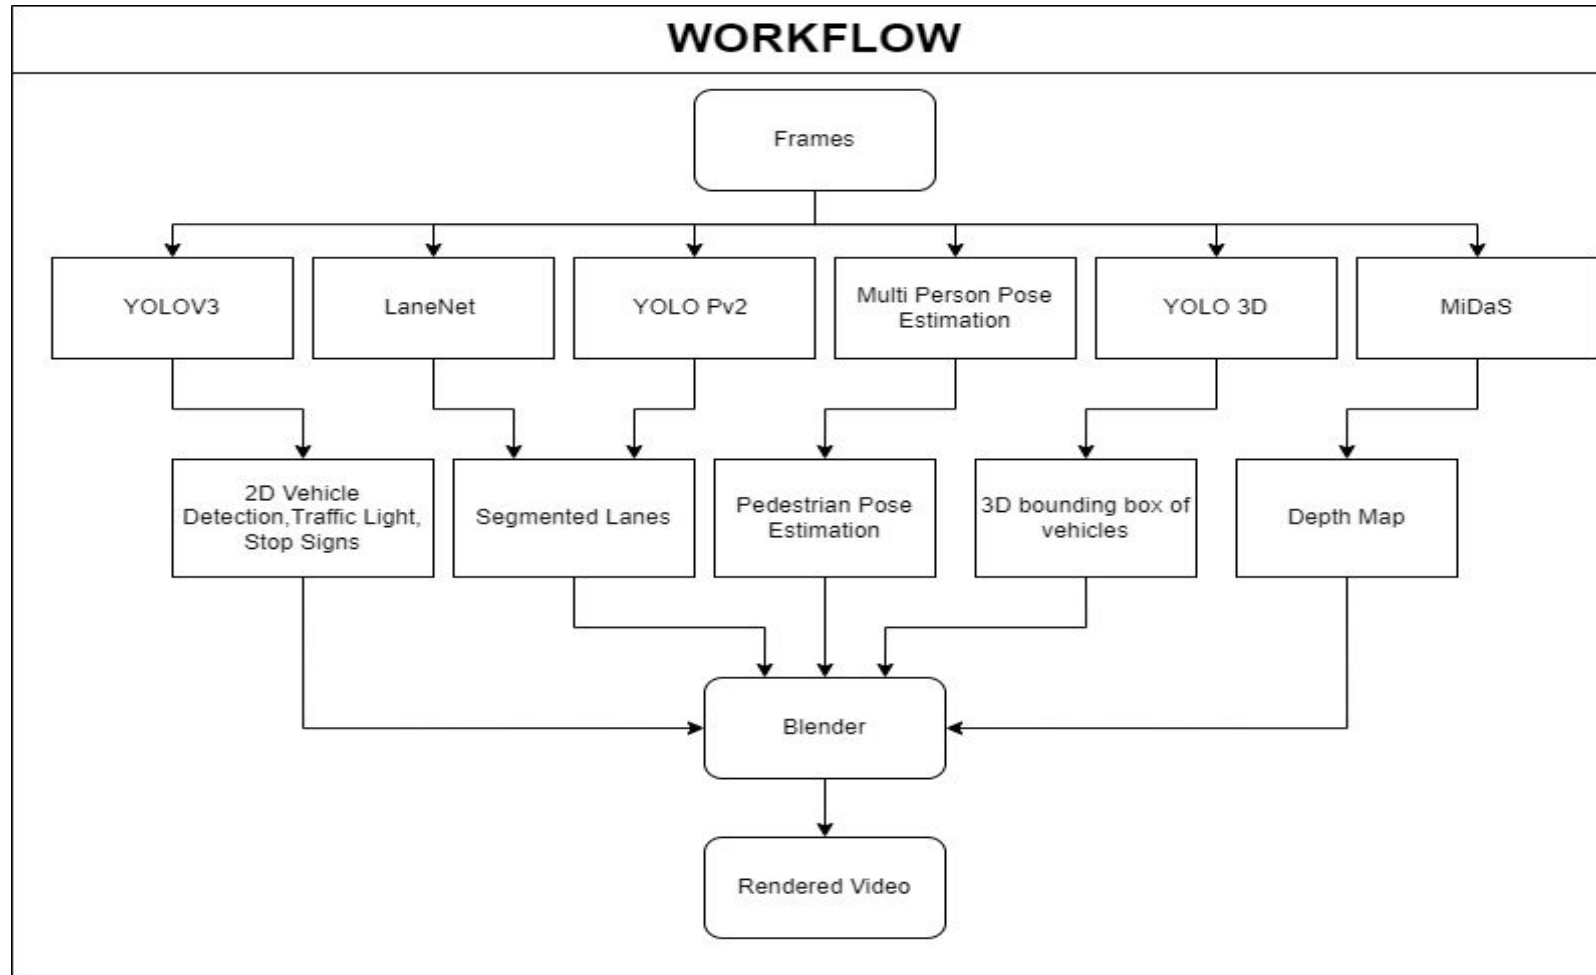 WORKFLOW
Frames
YOLOV3
LaneNet
YOLO Pv2
Multi Person Pose
Estimation
YOLO 3D
MiDaS
2D Vehicle
Detection,Traffic Light,
Stop Signs
Segmented Lanes
Pedestrian Pose
Estimation
3D bounding box of
vehicles
Depth Map
Blender
Rendered Video